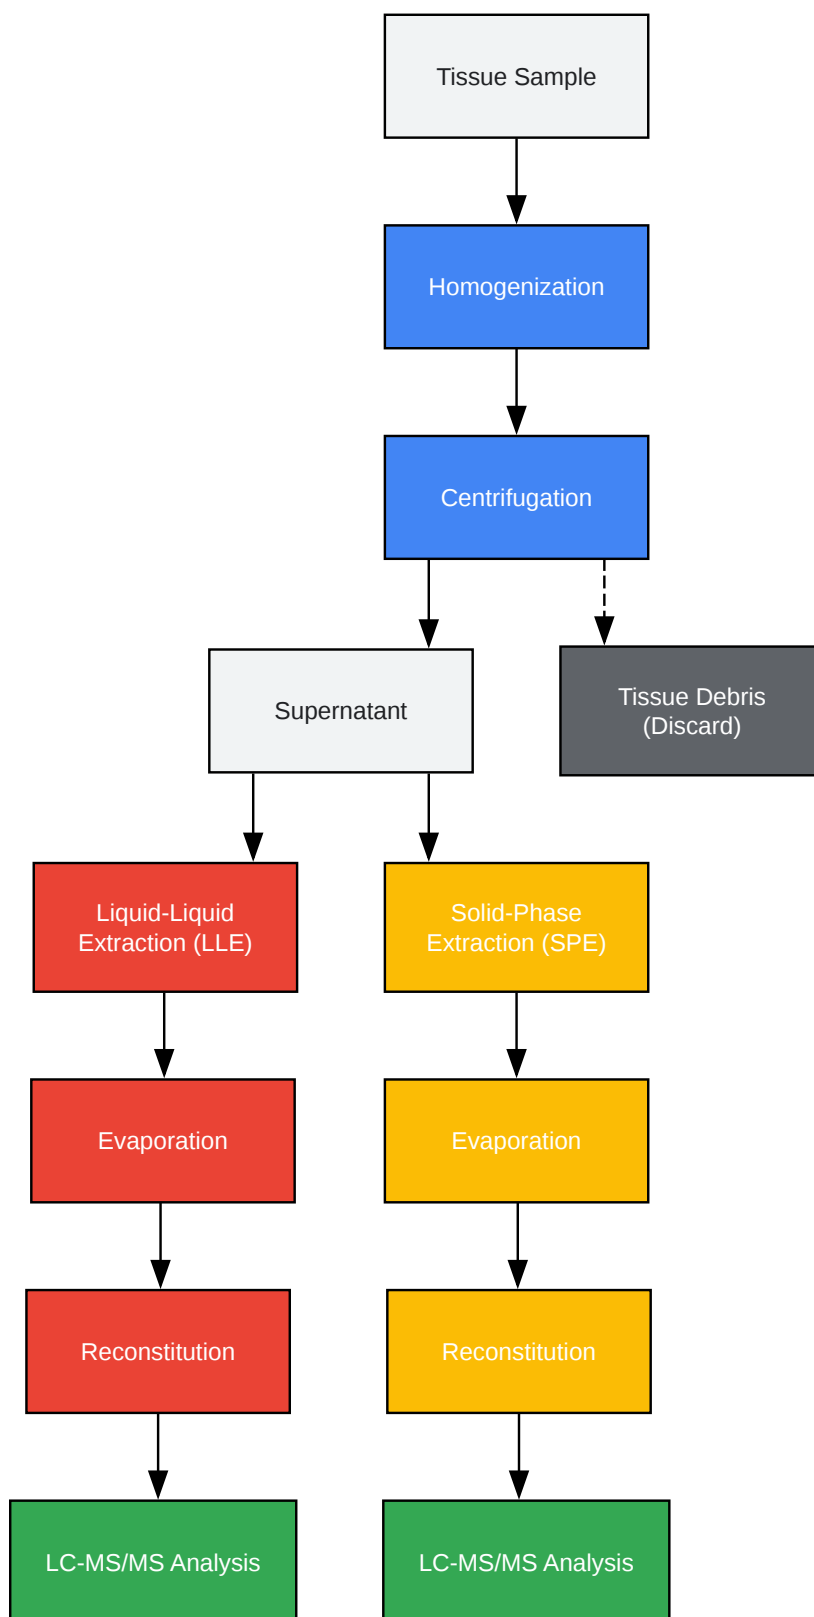 Tissue Sample
Homogenization
Centrifugation
Supernatant
Tissue Debris
(Discard)
Liquid-Liquid
Extraction (LLE)
Solid-Phase
Extraction (SPE)
Evaporation
Evaporation
Reconstitution
Reconstitution
LC-MS/MS Analysis
LC-MS/MS Analysis